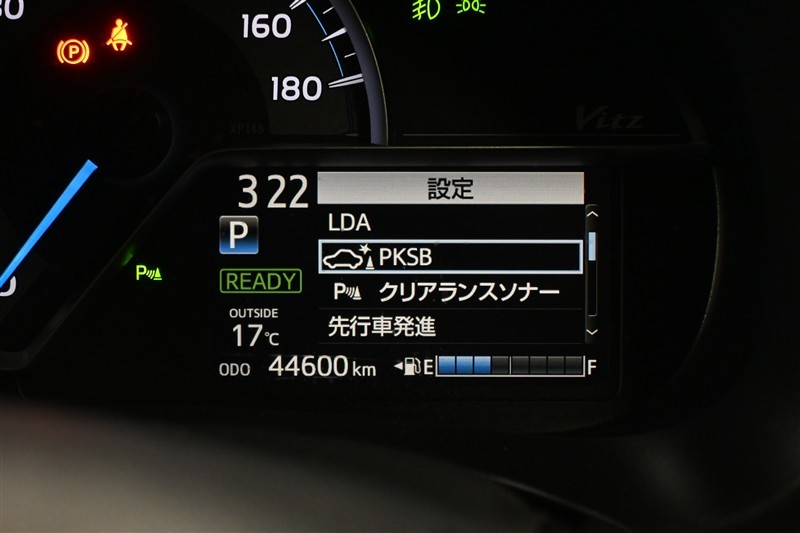 160
180
Vitz
3 22
設定
LDA
P
PKSB
READY
P クリアランスソナー
OUTSIDE
17℃
先行車発進
ODO 44600 km
E F